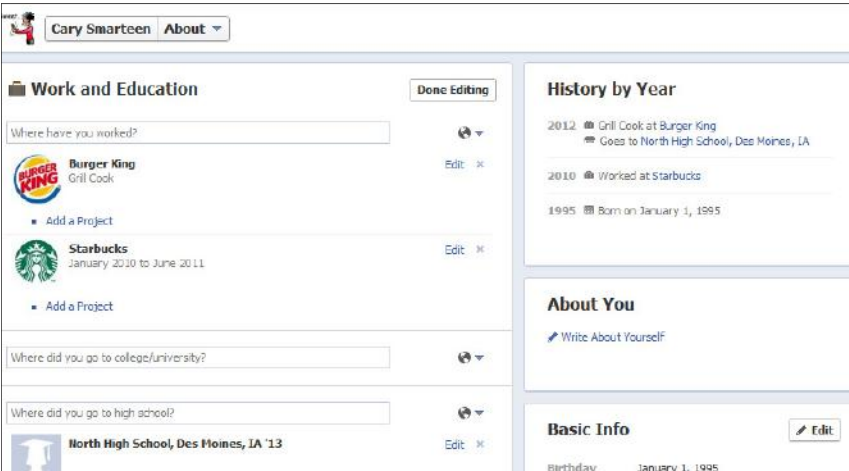 Cary Smarteen About
Work and Education
Done Editing
Where have you worked?
BURGER KING
Burger King
Grill Cook
Edit ×
Add a Project
Starbucks
January 2010 to June 2011
Edit ×
Add a Project
Where did you go to college/university?
Where did you go to high school?
North High School, Des Moines, IA '13
Edit ×
History by Year
2012 Grill Cook at Burger King
Goes to North High School, Des Moines, IA
2010 Worked at Starbucks
1995 Born on January 1, 1995
About You
Write About Yourself
Basic Info
Edit
Birthday January 1, 1995